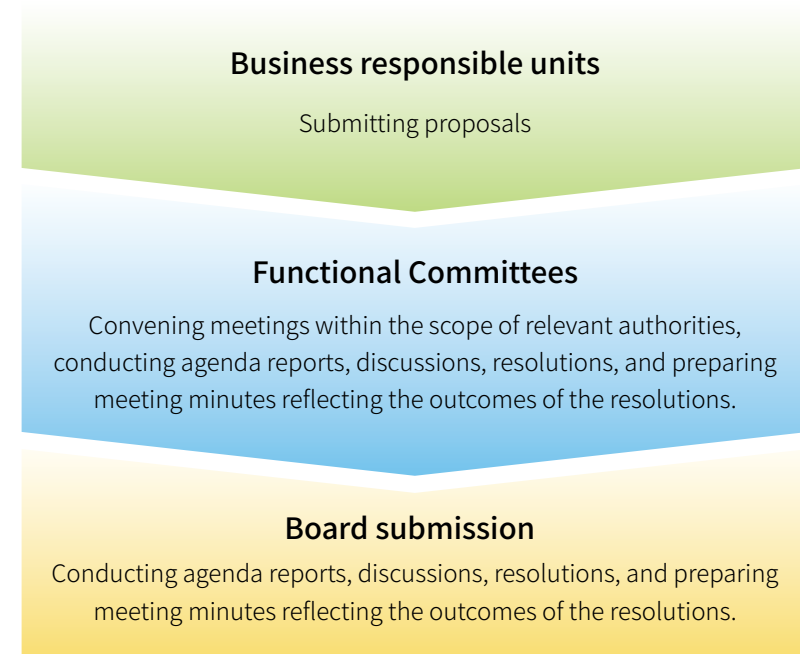 Business responsible units
Submitting proposals
Functional Committees
Convening meetings within the scope of relevant authorities,
conducting agenda reports, discussions, resolutions, and preparing
meeting minutes reflecting the outcomes of the resolutions.
Board submission
Conducting agenda reports, discussions, resolutions, and preparing
meeting minutes reflecting the outcomes of the resolutions.